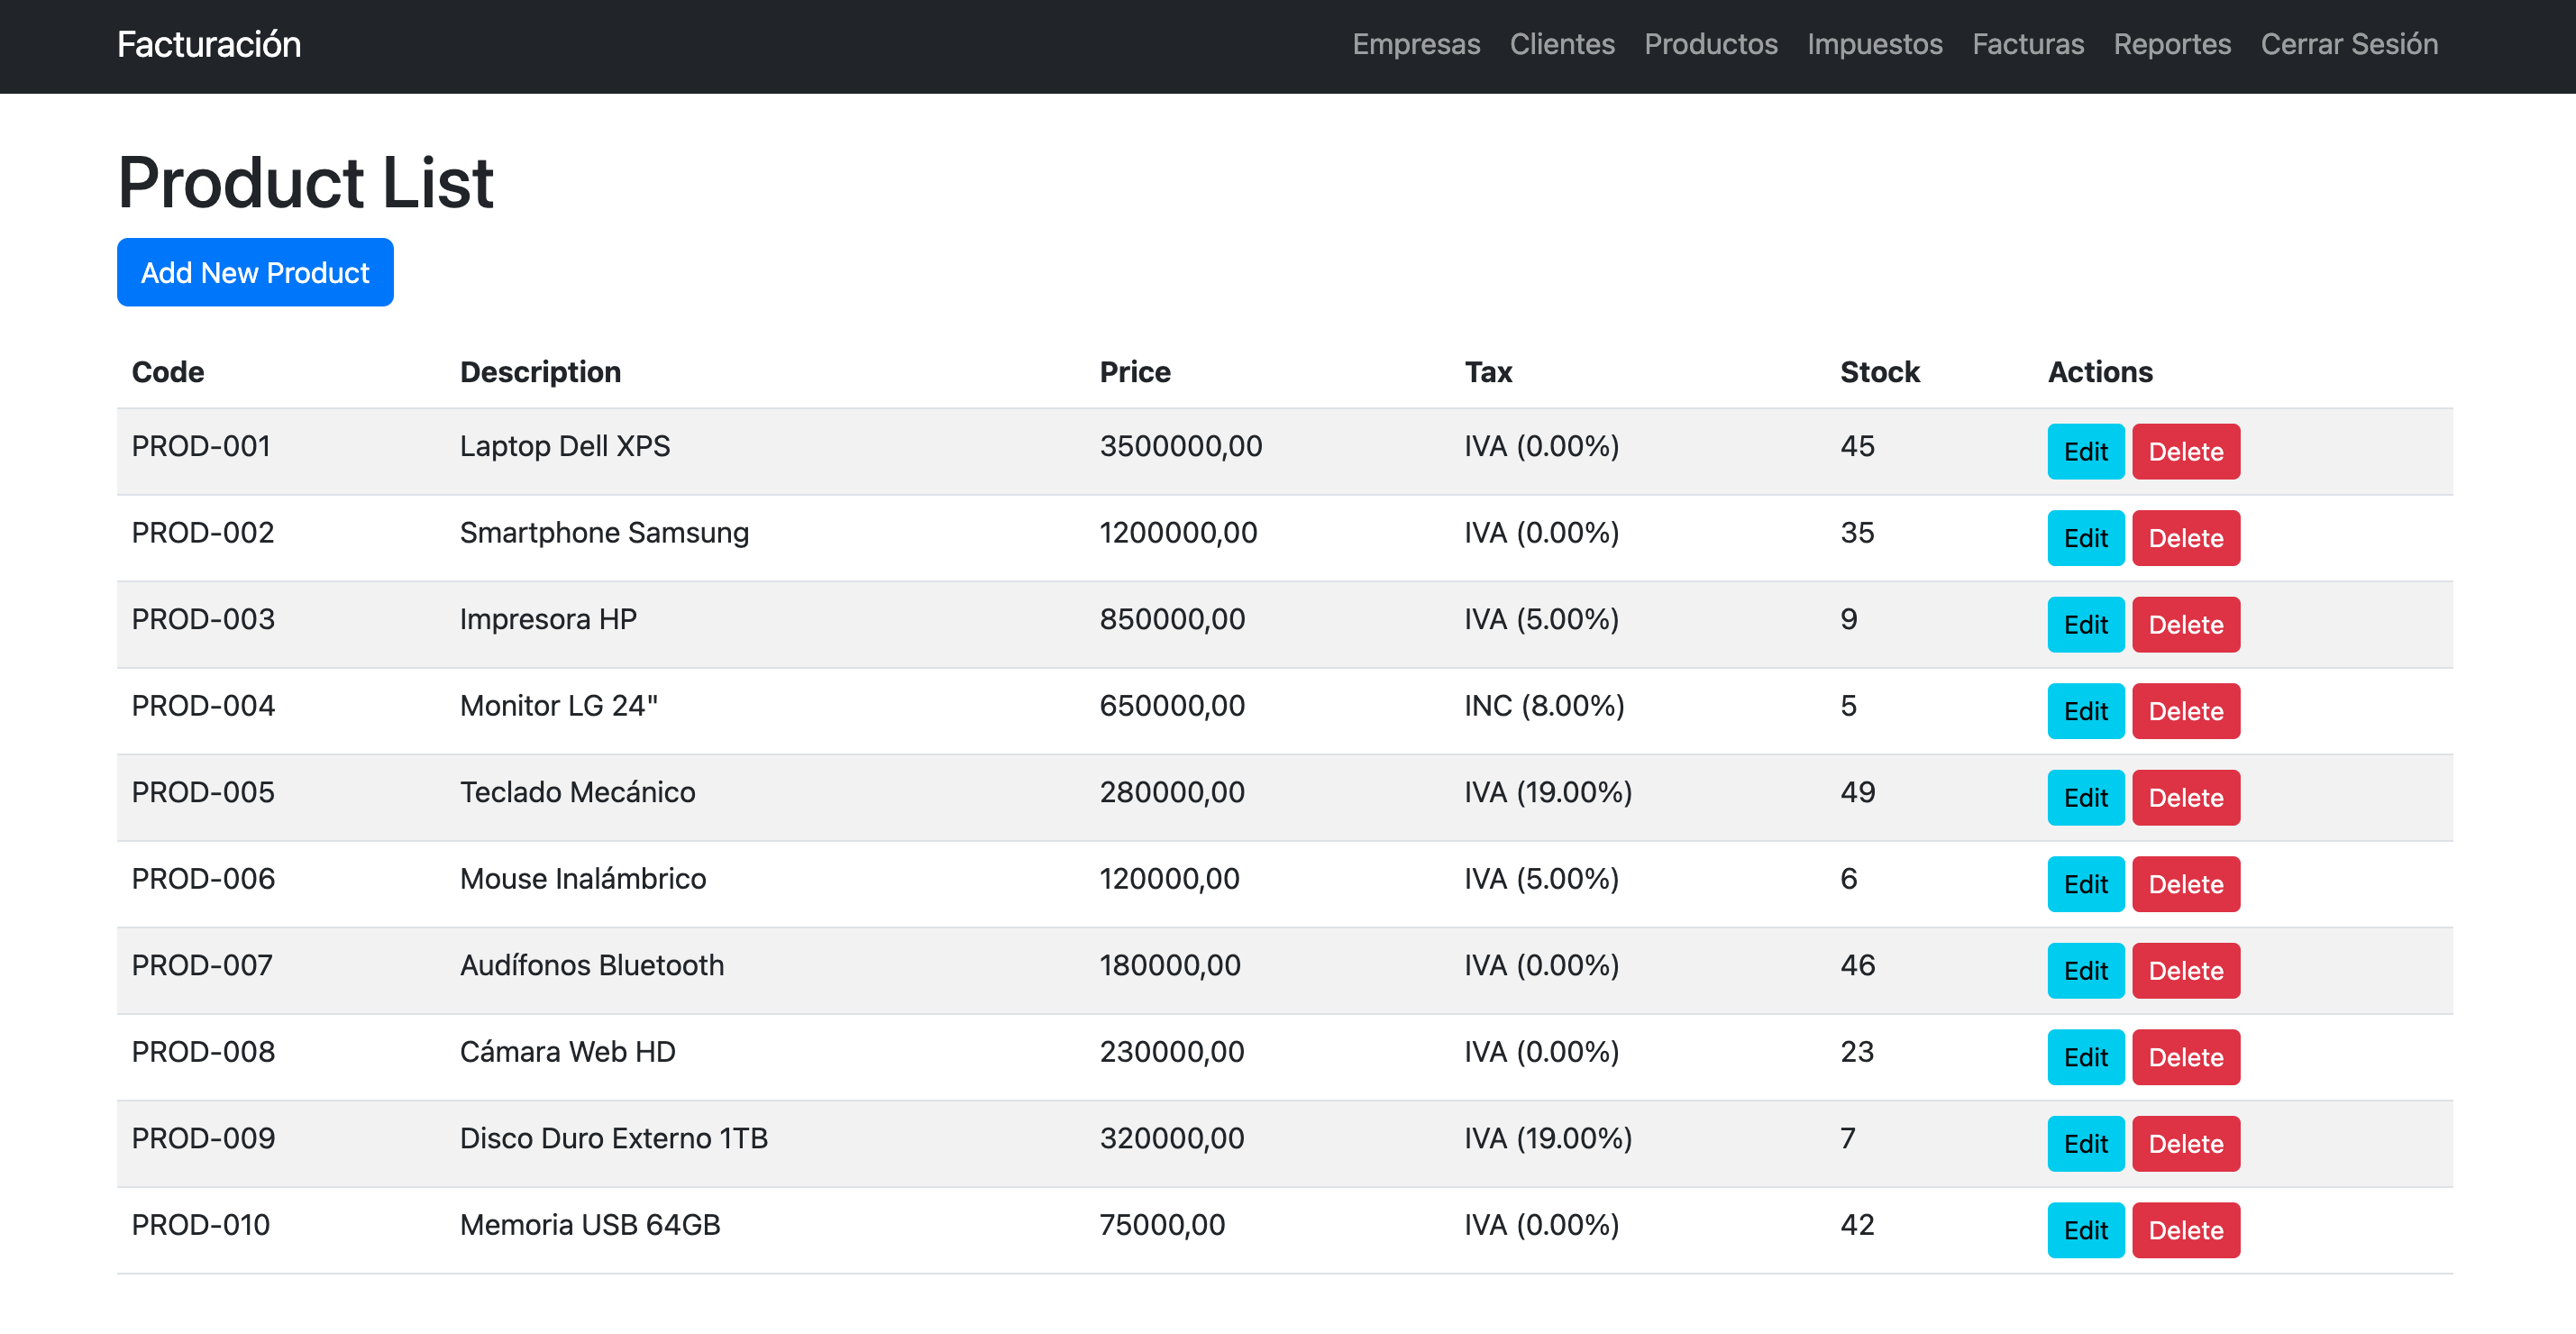 Facturación Empresas Clientes Productos Impuestos Facturas Reportes Cerrar Sesión
Product List
Add New Product
Code Description Price Tax Stock Actions
PROD-001 Laptop Dell XPS 3500000,00 IVA (0.00%) 45 Edit Delete
PROD-002 Smartphone Samsung 1200000,00 IVA (0.00%) 35 Edit Delete
PROD-003 Impresora HP 850000,00 IVA (5.00%) 9 Edit Delete
PROD-004 Monitor LG 24" 650000,00 INC (8.00%) 5 Edit Delete
PROD-005 Teclado Mecánico 280000,00 IVA (19.00%) 49 Edit Delete
PROD-006 Mouse Inalámbrico 120000,00 IVA (5.00%) 6 Edit Delete
PROD-007 Audífonos Bluetooth 180000,00 IVA (0.00%) 46 Edit Delete
PROD-008 Cámara Web HD 230000,00 IVA (0.00%) 23 Edit Delete
PROD-009 Disco Duro Externo 1TB 320000,00 IVA (19.00%) 7 Edit Delete
PROD-010 Memoria USB 64GB 75000,00 IVA (0.00%) 42 Edit Delete